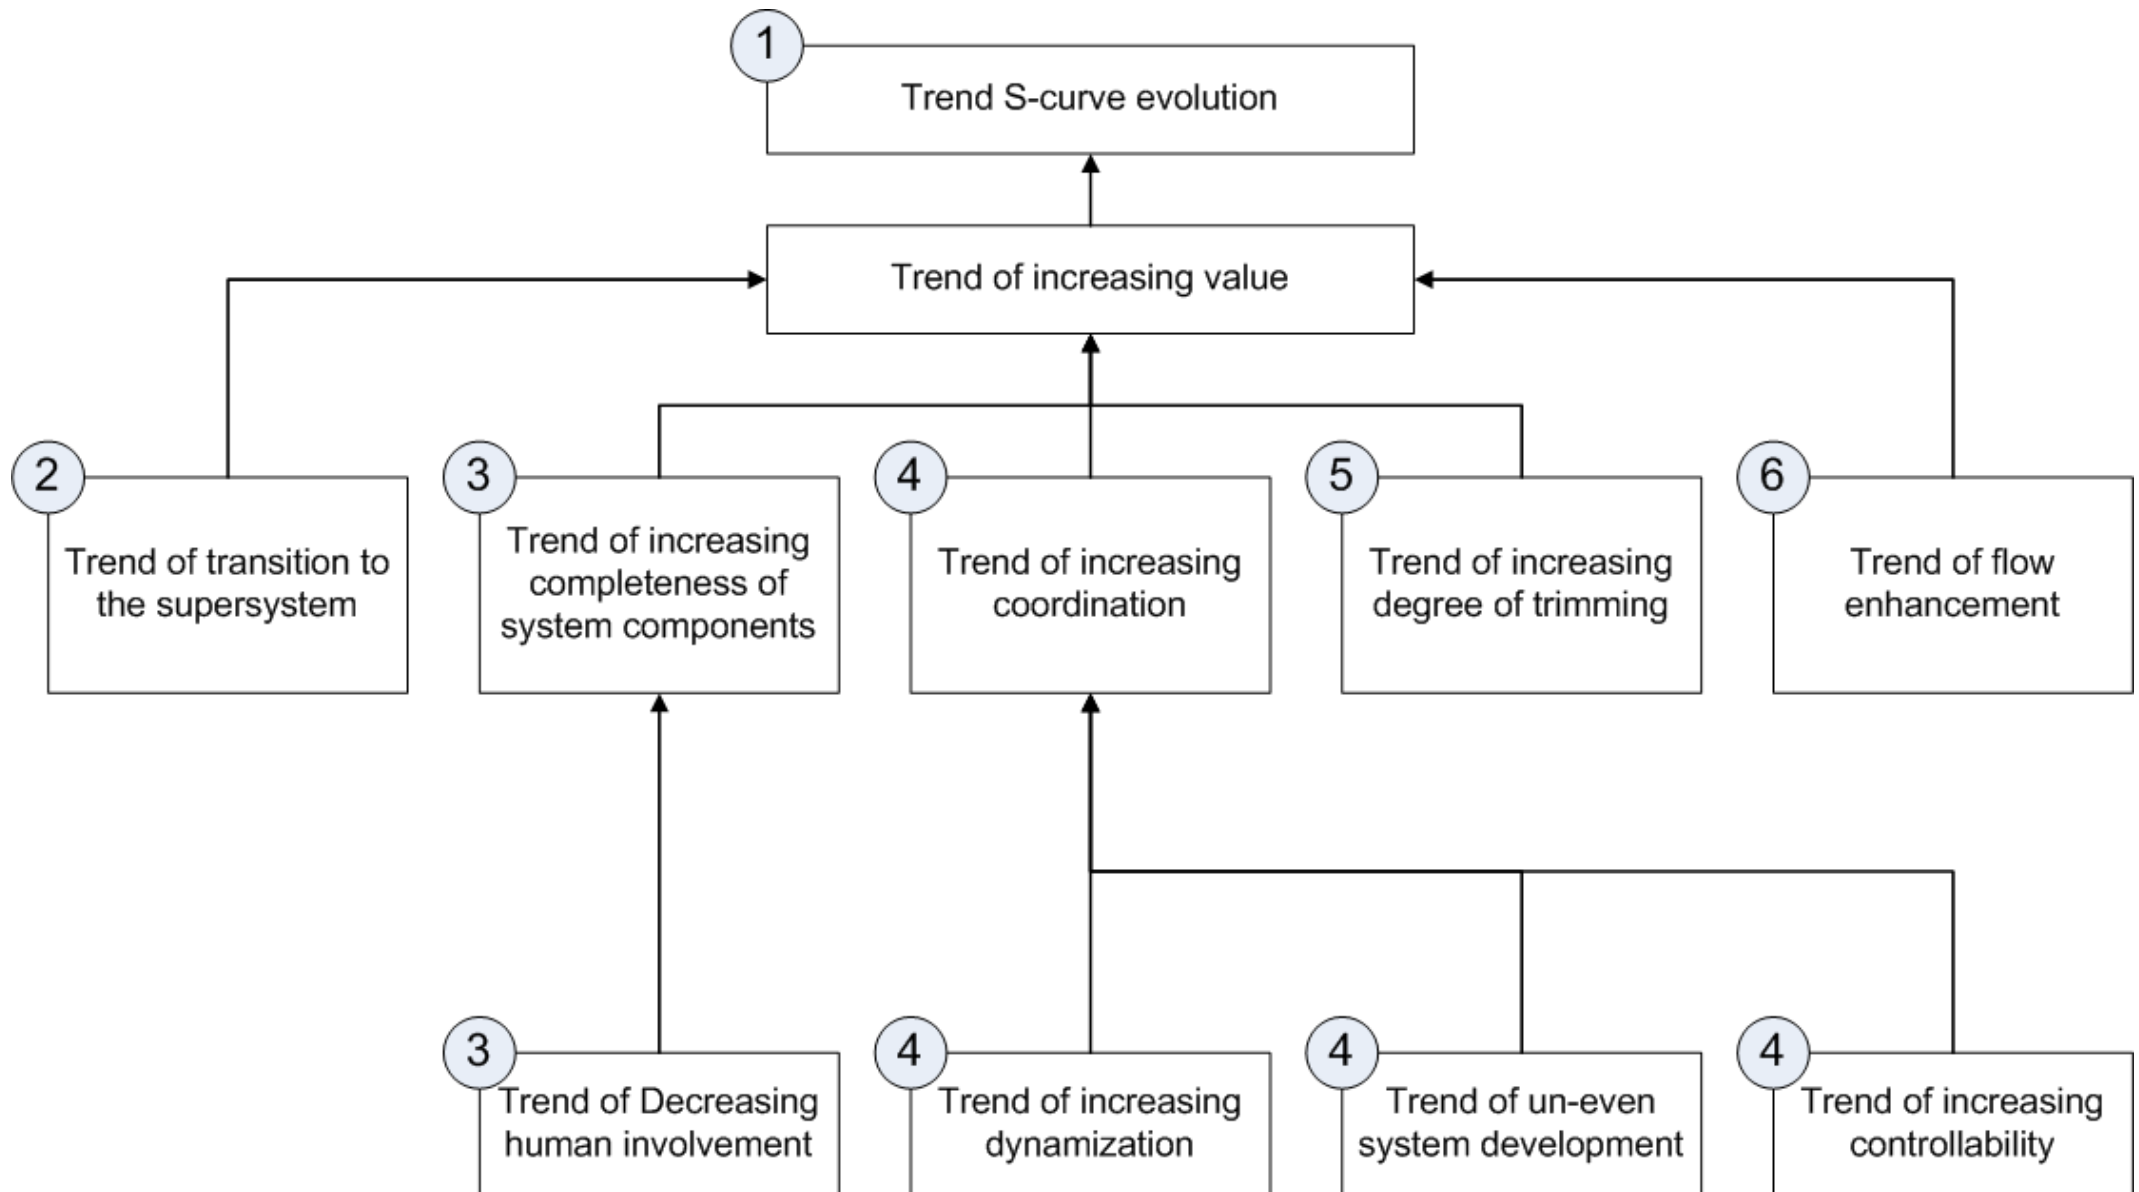 1
Trend S-curve evolution
Trend of increasing value
2
Trend of transition to
the supersystem
3
Trend of increasing
completeness of
system components
4
Trend of increasing
coordination
5
Trend of increasing
degree of trimming
6
Trend of flow
enhancement
3
Trend of Decreasing
human involvement
4
Trend of increasing
dynamization
4
Trend of un-even
system development
4
Trend of increasing
controllability